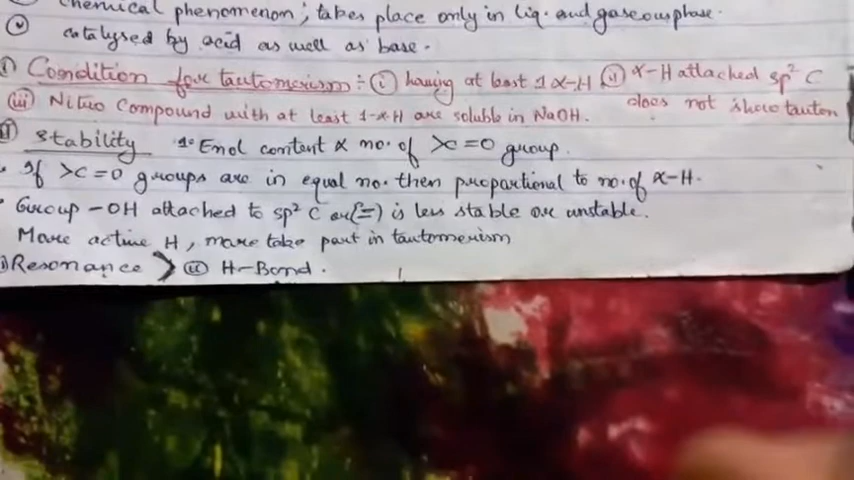 chemical phenomenon; takes place only in liq. and gaseous phase.
catalysed by acid as well as base.
Condition for tautomerism :- (i) having at least 1 α-H (ii) α-H attached sp² C does not show tautom
(iii) Nitro Compound with at least 1-α-H are soluble in NaOH.
Stability 1. Enol content ∝ no. of >C=O group.
If >C=O groups are in equal no. then propartional to no. of α-H.
Group -OH attached to sp² C or(=) is less stable or unstable.
More active H, more take part in tautomerism
(i) Resonance > (ii) H-Bond.